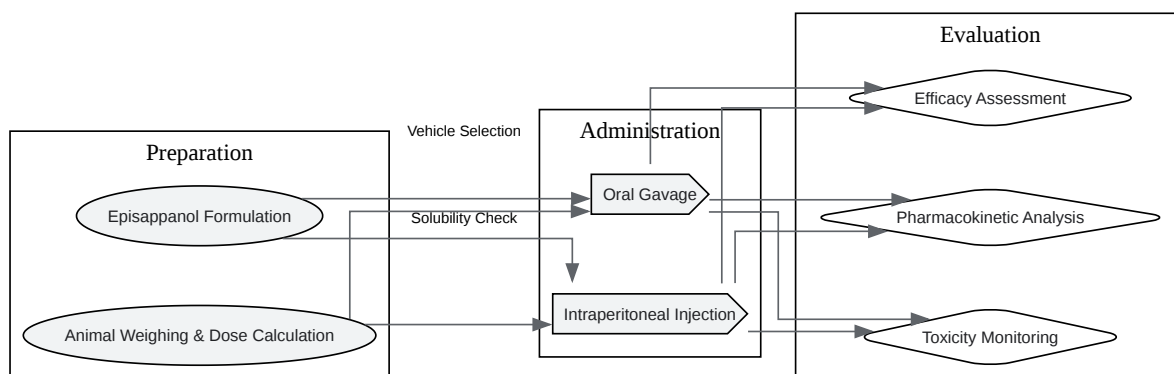 Preparation
Episappanol Formulation
Animal Weighing & Dose Calculation
Vehicle Selection
Solubility Check
Administration
Oral Gavage
Intraperitoneal Injection
Evaluation
Efficacy Assessment
Pharmacokinetic Analysis
Toxicity Monitoring